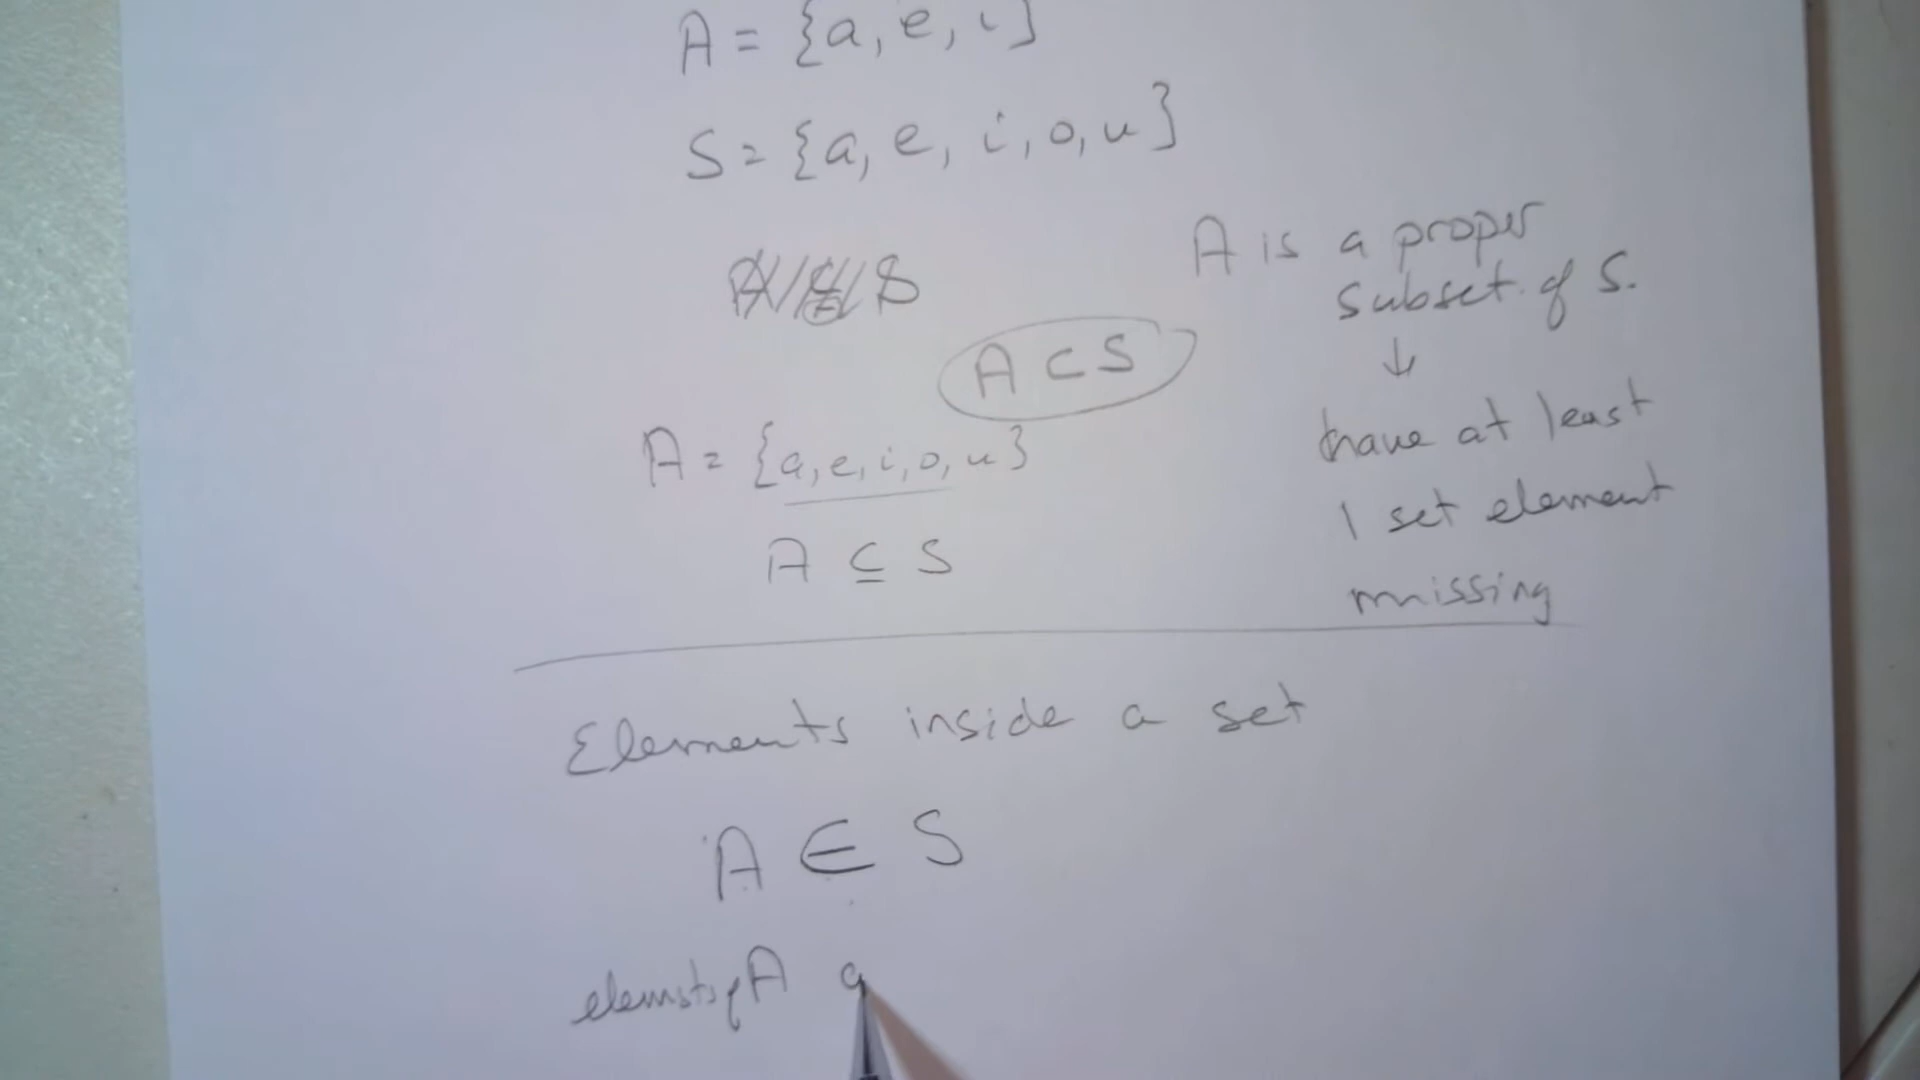 A = {a, e, i}
S = {a, e, i, o, u}
A is a proper
subset of S.
↓
have at least
1 set element
missing
A ⊂ S
A = {a, e, i, o, u}
A ⊆ S
Elements inside a set
A ∈ S
A a